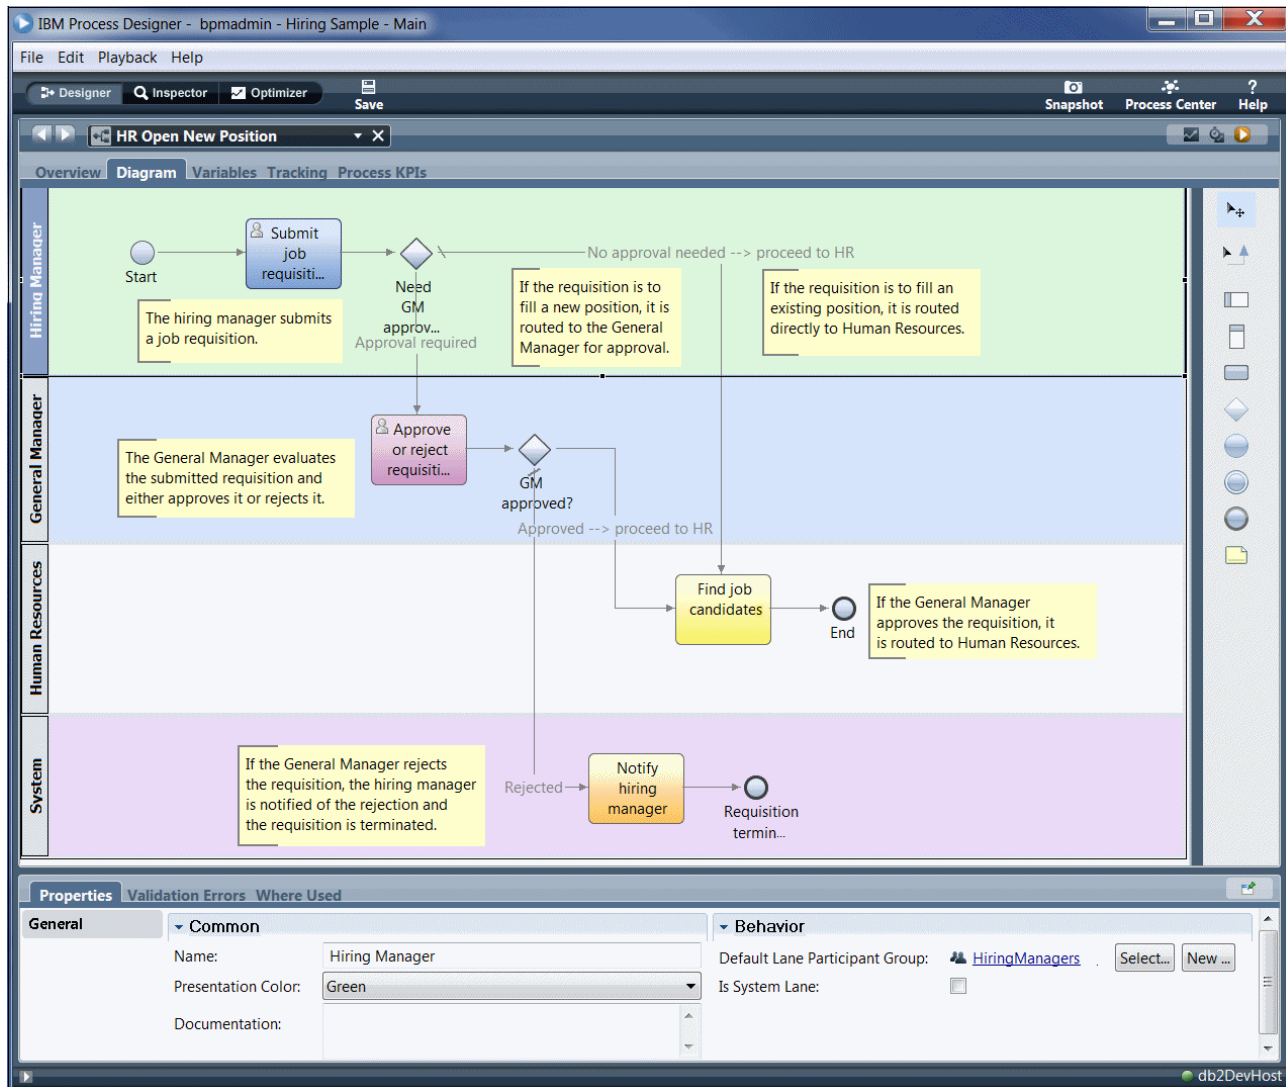 IBM Process Designer - bpmadmin - Hiring Sample - Main
File Edit Playback Help
Designer Inspector Optimizer
Save
Snapshot Process Center Help
HR Open New Position
Overview Diagram Variables Tracking Process KPIs
Hiring Manager
Start
Submit
job
requisiti...
Need
GM
approv...
No approval needed --> proceed to HR
The hiring manager submits
a job requisition.
Approval required
If the requisition is to
fill a new position, it is
routed to the General
Manager for approval.
If the requisition is to fill an
existing position, it is routed
directly to Human Resources.
General Manager
The General Manager evaluates
the submitted requisition and
either approves it or rejects it.
Approve
or reject
requisiti...
GM
approved?
Approved --> proceed to HR
Human Resources
Find job
candidates
End
If the General Manager
approves the requisition, it
is routed to Human Resources.
System
If the General Manager rejects
the requisition, the hiring manager
is notified of the rejection and
the requisition is terminated.
Rejected
Notify
hiring
manager
Requisition
termin...
Properties Validation Errors Where Used
General
Common
Name: Hiring Manager
Presentation Color: Green
Documentation:
Behavior
Default Lane Participant Group: HiringManagers Select... New ...
Is System Lane:
db2DevHost